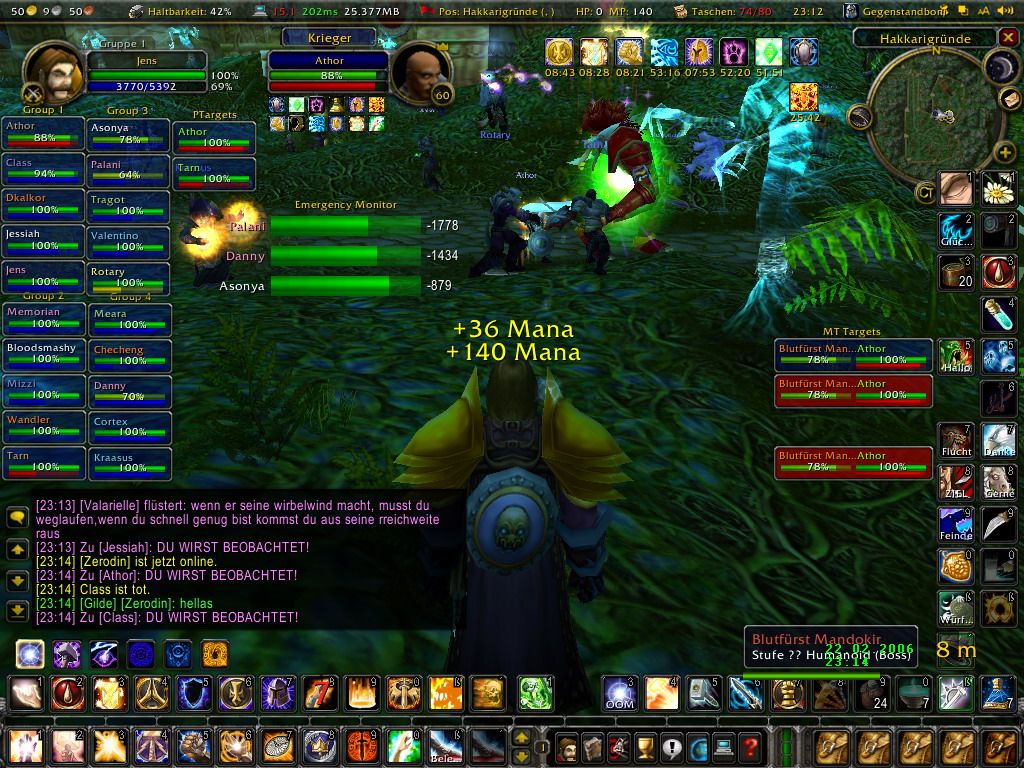 50 9 50 Haltbarkeit: 42% 15.1 202ms 25.377MB Pos: Hakkarigründe (, ) HP: 0 MP: 140 Taschen: 74/80 23:12
Gruppe 1
Jens
100%
3770/5392 69%
Krieger
Athor
88%
60
08:43 08:28 08:21 53:16 07:53 52:20 51:51
25:42
Hakkarigründe
N
Group 1
Athor
88%
Class
94%
Dkalkor
100%
Jessiah
100%
Jens
100%
Group 3
Asonya
78%
Palani
64%
Tragot
100%
Valentino
100%
Rotary
100%
PTargets
Athor
100%
Tarnus
100%
Group 2
Memorian
100%
Bloodsmashy
100%
Mizzi
100%
Wandler
100%
Tarn
100%
Group 4
Meara
100%
Checheng
100%
Danny
70%
Cortex
100%
Kraasus
100%
Rotary
Athor
Emergency Monitor
Palani -1778
Danny -1434
Asonya -879
+36 Mana
+140 Mana
MT Targets
Blutfürst Man...Athor
78% 100%
Blutfürst Man...Athor
78% 100%
Blutfürst Man...Athor
78% 100%
CT
20
Hallo
Flucht
Danke
ZIEL
Gerne
Feinde
8 m
[23:13] [Valarielle] flüstert: wenn er seine wirbelwind macht, musst du
weglaufen,wenn du schnell genug bist kommst du aus seine rreichweite
raus
[23:13] Zu [Jessiah]: DU WIRST BEOBACHTET!
[23:14] [Zerodin] ist jetzt online.
[23:14] Zu [Athor]: DU WIRST BEOBACHTET!
[23:14] Class ist tot.
[23:14] [Gilde] [Zerodin]: hellas
[23:14] Zu [Class]: DU WIRST BEOBACHTET!
Blutfürst Mandokir
Stufe ?? Humanoid (Boss)
22 02 2006
23:14
OOM
24